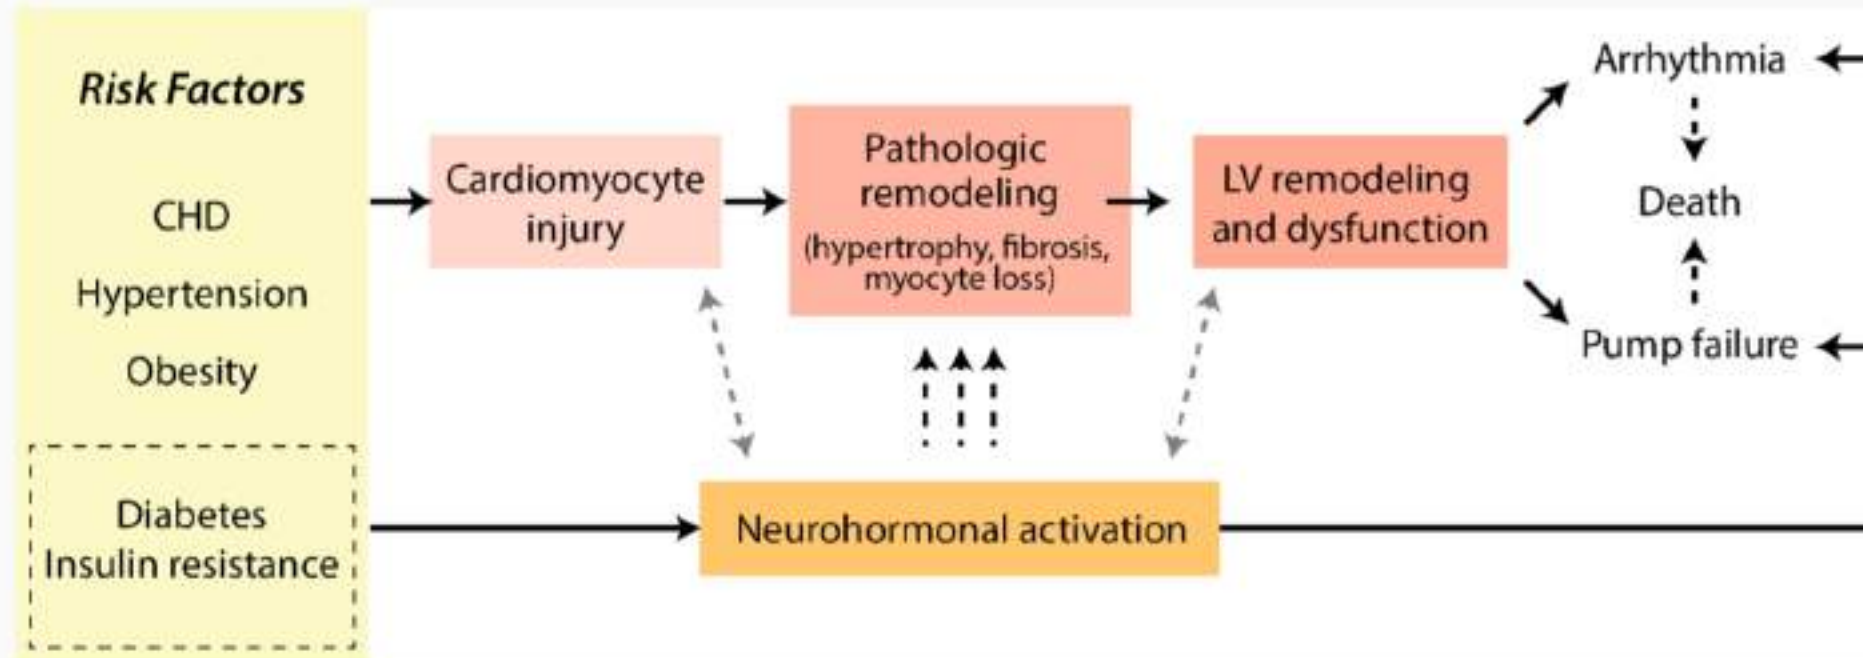 Risk Factors
CHD
Hypertension
Obesity
Diabetes
Insulin resistance
Cardiomyocyte
injury
Pathologic
remodeling
(hypertrophy, fibrosis,
myocyte loss)
LV remodeling
and dysfunction
Arrhythmia
Death
Pump failure
Neurohormonal activation